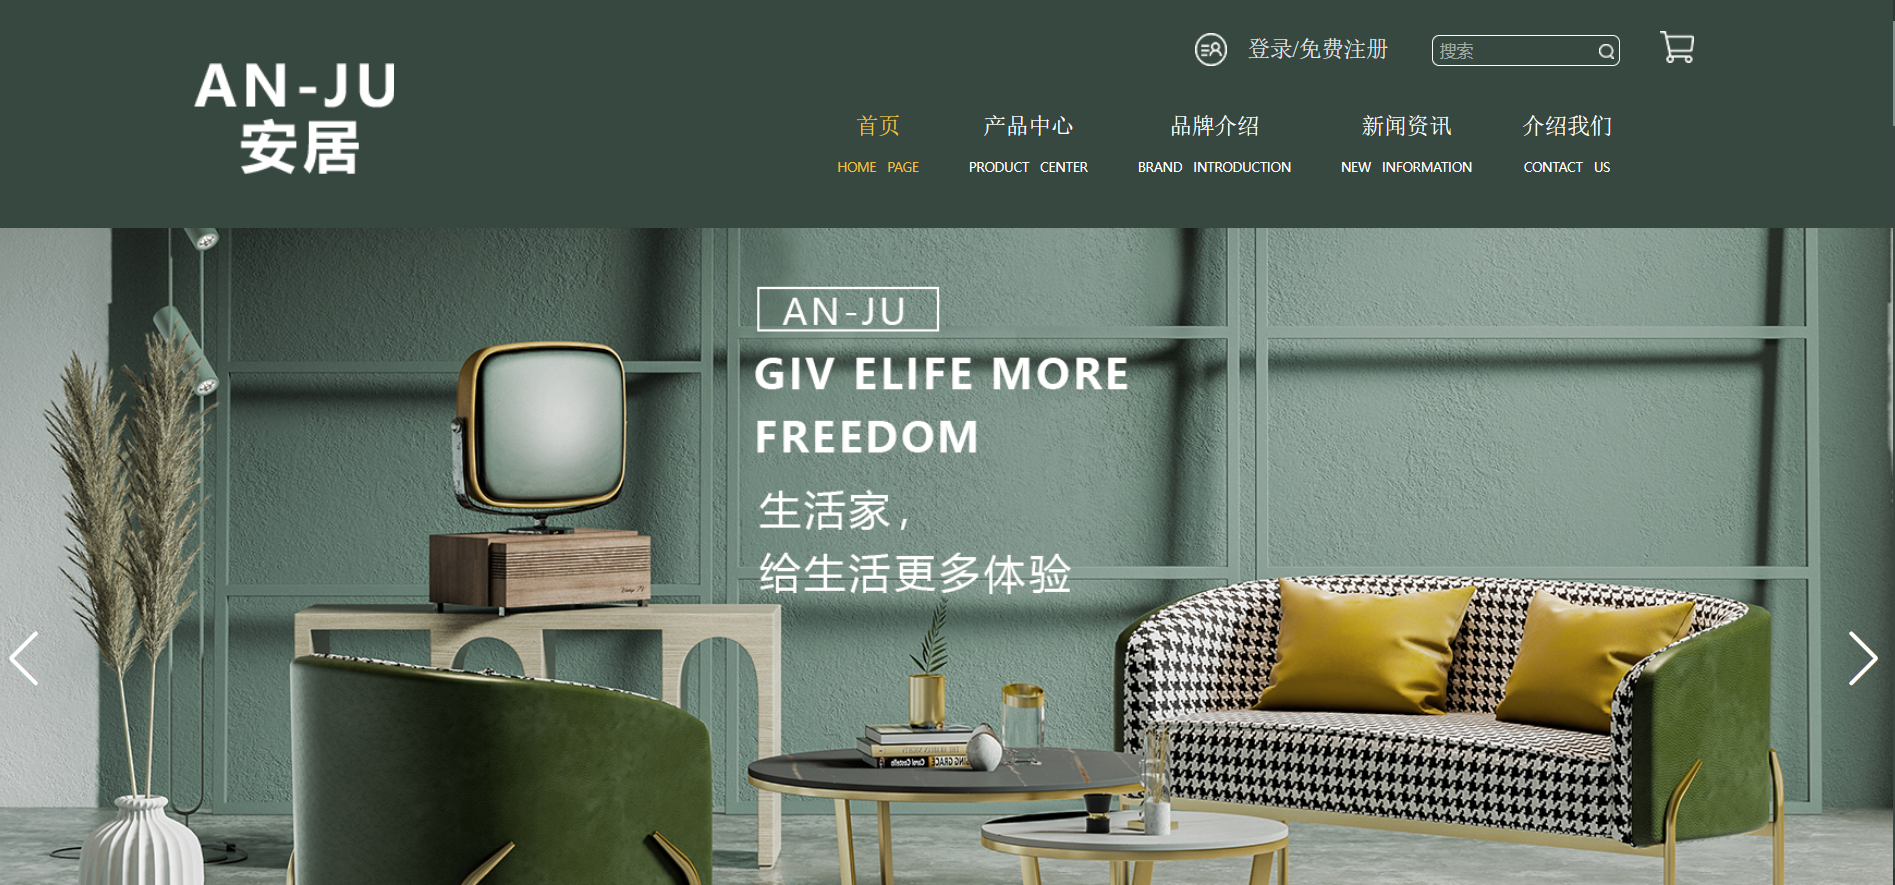 AN-JU
安居
登录/免费注册
搜索
首页 产品中心 品牌介绍 新闻资讯 介绍我们
HOME PAGE PRODUCT CENTER BRAND INTRODUCTION NEW INFORMATION CONTACT US
AN-JU
GIV ELIFE MORE
FREEDOM
生活家，
给生活更多体验